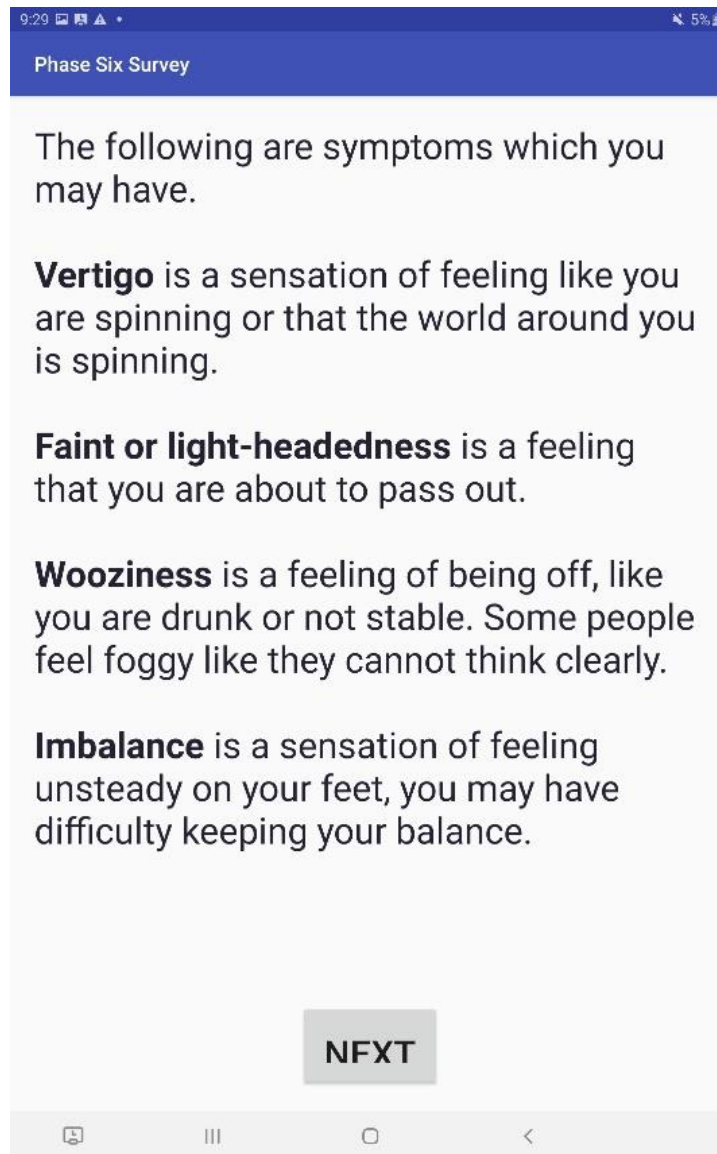 9:29
5%
Phase Six Survey
The following are symptoms which you
may have.
Vertigo is a sensation of feeling like you
are spinning or that the world around you
is spinning.
Faint or light-headedness is a feeling
that you are about to pass out.
Wooziness is a feeling of being off, like
you are drunk or not stable. Some people
feel foggy like they cannot think clearly.
Imbalance is a sensation of feeling
unsteady on your feet, you may have
difficulty keeping your balance.
NEXT